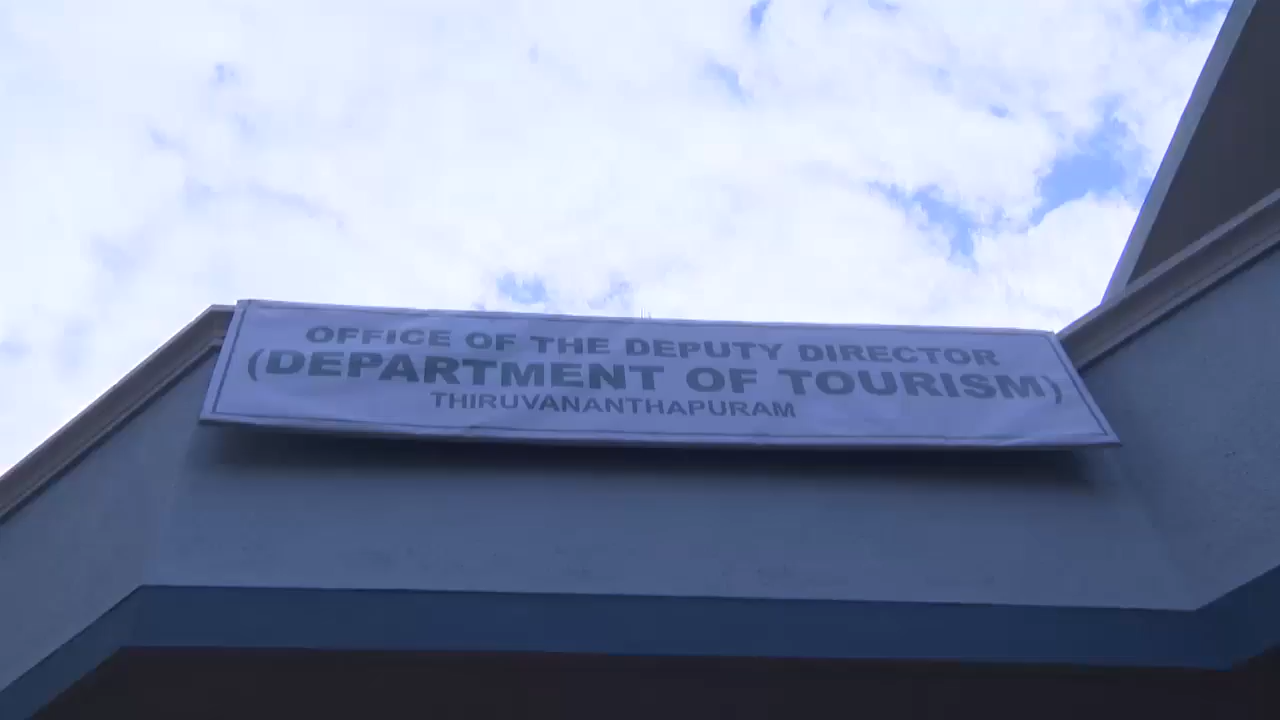 OFFICE OF THE DEPUTY DIRECTOR
(DEPARTMENT OF TOURISM)
THIRUVANANTHAPURAM